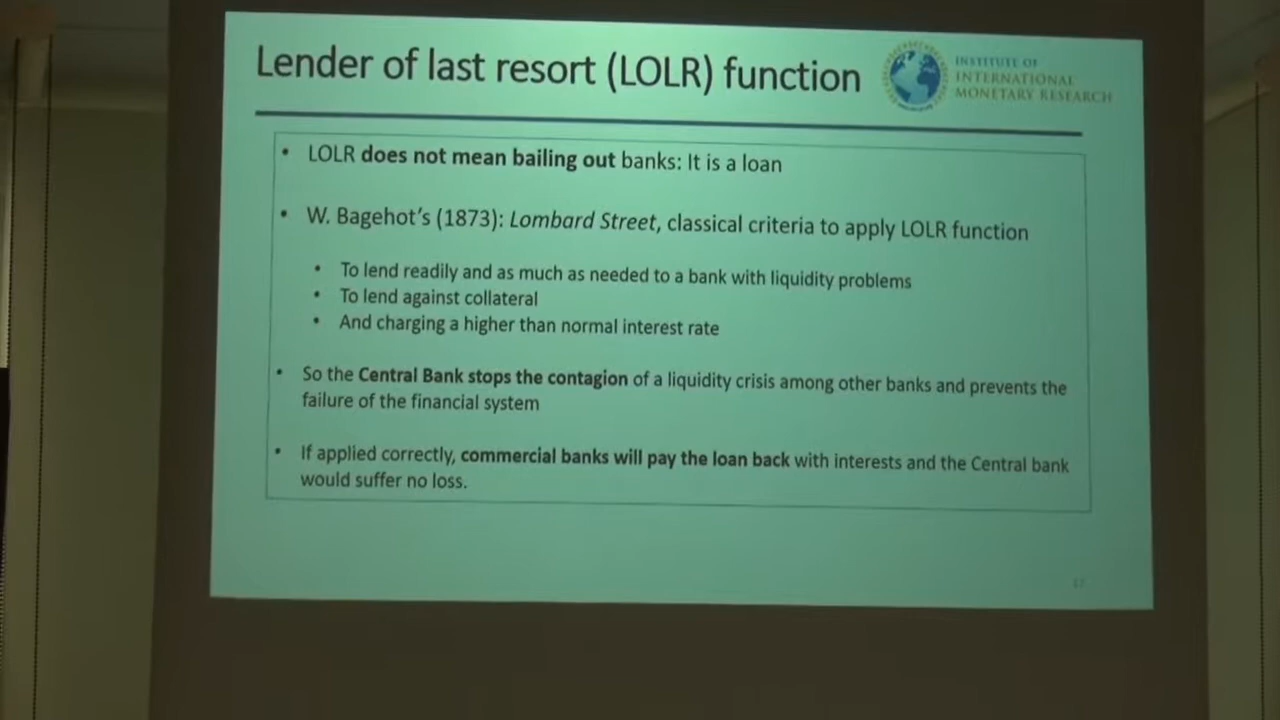 Lender of last resort (LOLR) function
INSTITUTE OF
INTERNATIONAL
MONETARY RESEARCH
• LOLR does not mean bailing out banks: It is a loan
• W. Bagehot's (1873): Lombard Street, classical criteria to apply LOLR function
• To lend readily and as much as needed to a bank with liquidity problems
• To lend against collateral
• And charging a higher than normal interest rate
• So the Central Bank stops the contagion of a liquidity crisis among other banks and prevents the
failure of the financial system
• If applied correctly, commercial banks will pay the loan back with interests and the Central bank
would suffer no loss.